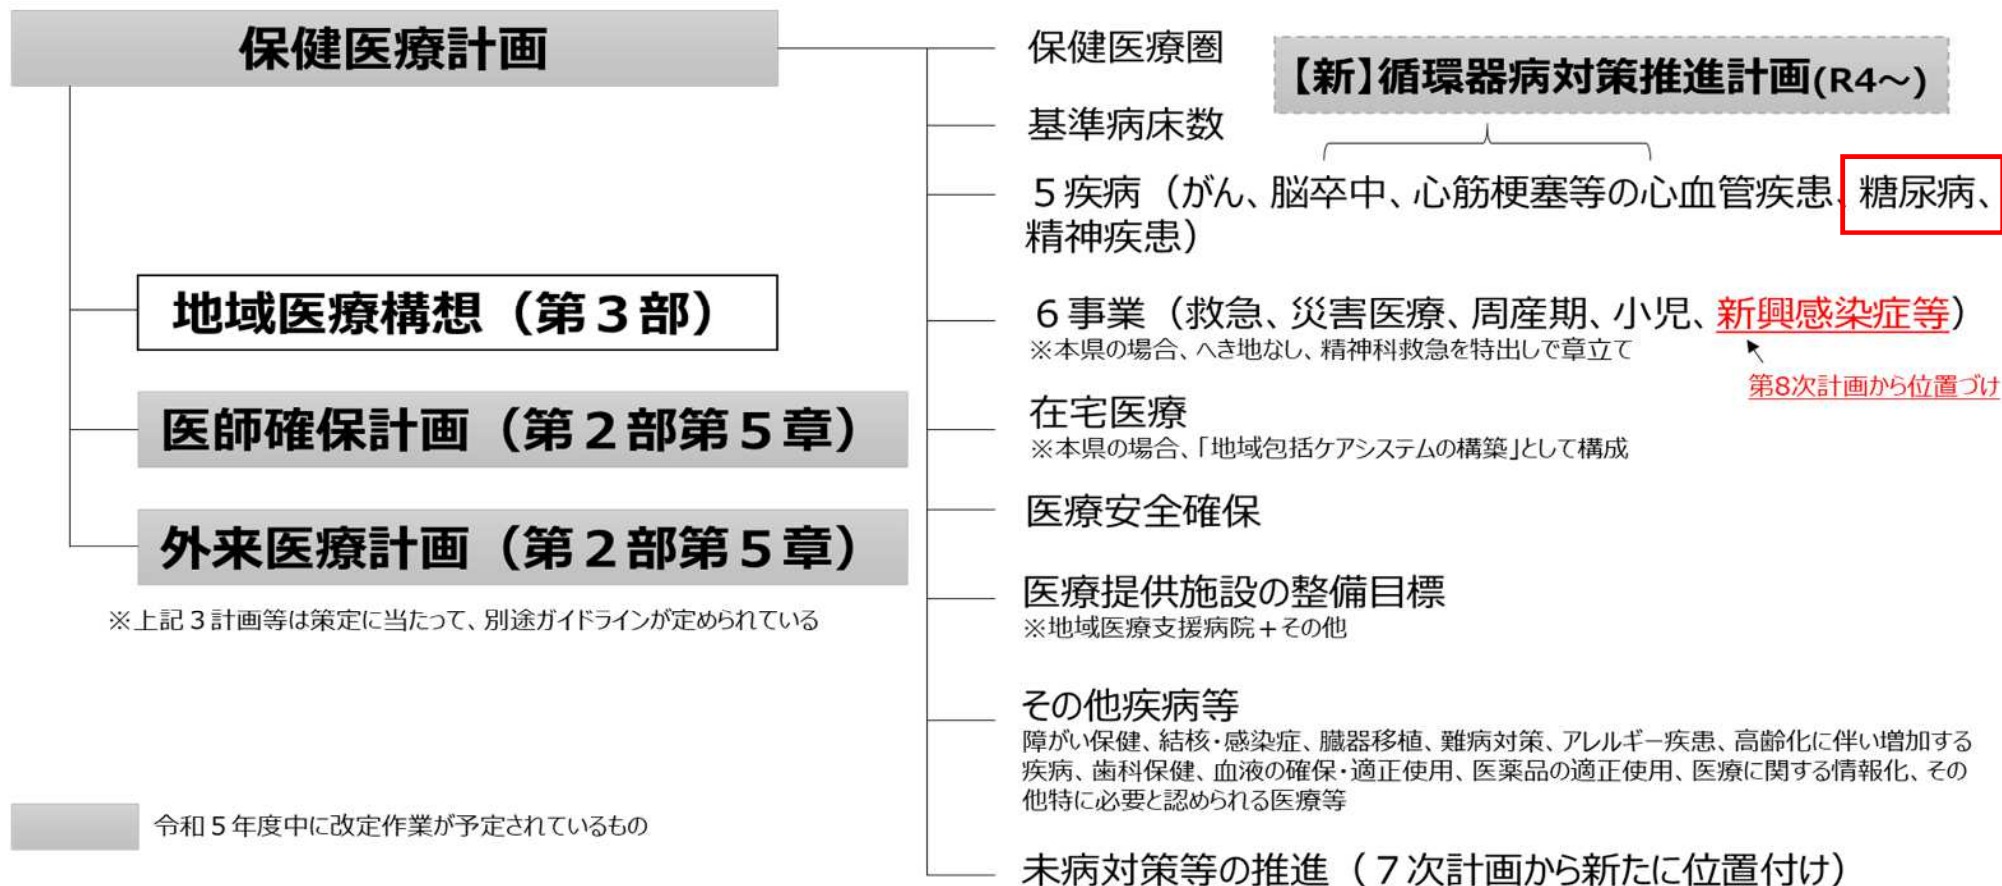 保健医療計画
地域医療構想（第３部）
医師確保計画（第２部第５章）
外来医療計画（第２部第５章）
※上記３計画等は策定に当たって、別途ガイドラインが定められている
令和５年度中に改定作業が予定されているもの
保健医療圏
【新】循環器病対策推進計画(R4～)
基準病床数
５疾病（がん、脳卒中、心筋梗塞等の心血管疾患、糖尿病、
精神疾患）
６事業（救急、災害医療、周産期、小児、新興感染症等）
※本県の場合、へき地なし、精神科救急を特出しで章立て
第8次計画から位置づけ
在宅医療
※本県の場合、「地域包括ケアシステムの構築」として構成
医療安全確保
医療提供施設の整備目標
※地域医療支援病院＋その他
その他疾病等
障がい保健、結核・感染症、臓器移植、難病対策、アレルギー疾患、高齢化に伴い増加する
疾病、歯科保健、血液の確保・適正使用、医薬品の適正使用、医療に関する情報化、その
他特に必要と認められる医療等
未病対策等の推進（７次計画から新たに位置付け）